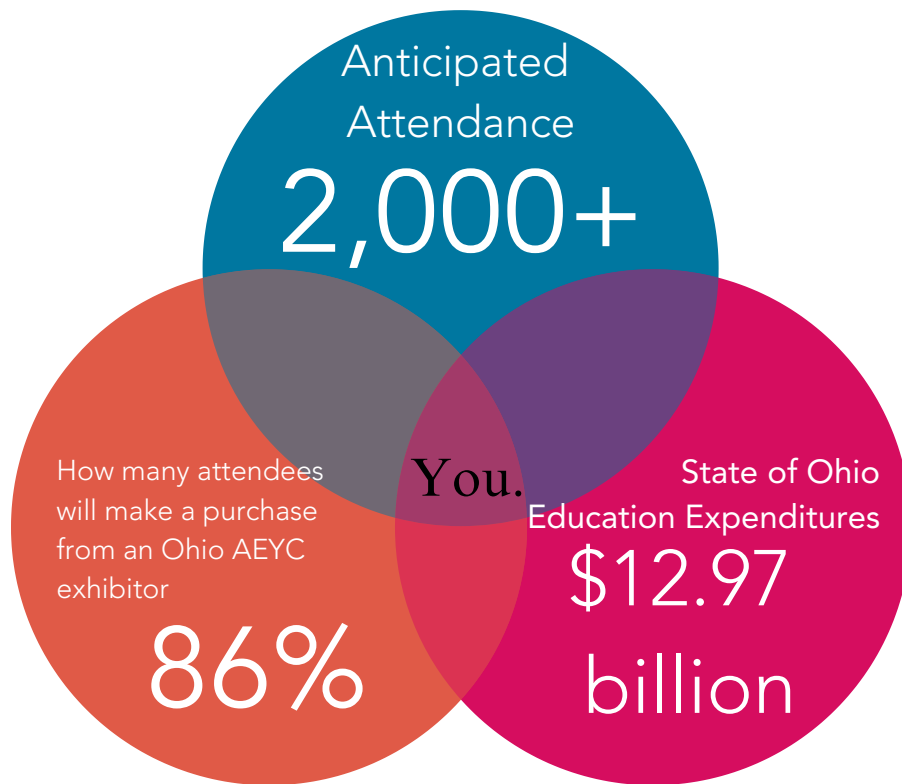 Anticipated
Attendance
2,000+
How many attendees
will make a purchase
from an Ohio AEYC
exhibitor
86%
You.
State of Ohio
Education Expenditures
$12.97
billion